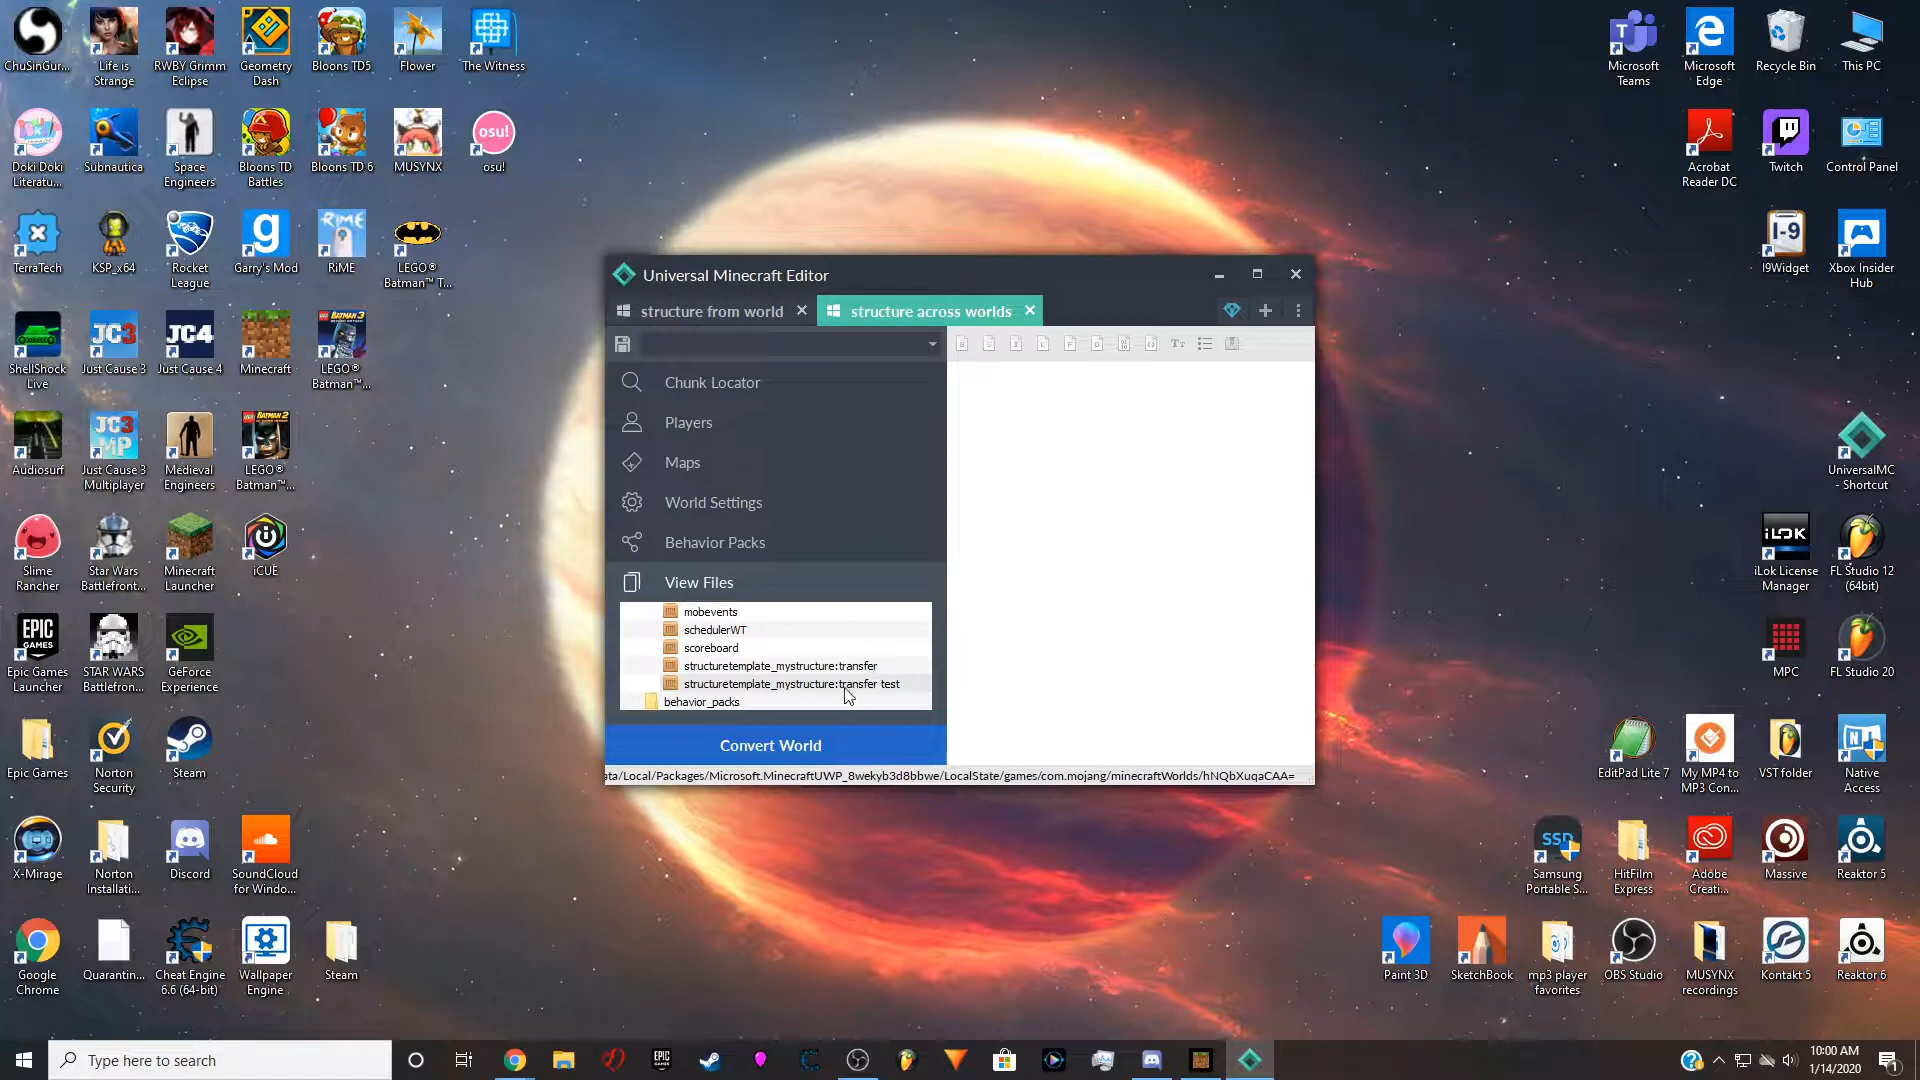 ChuSinGur...
Life is
Strange
RWBY Grimm
Eclipse
Geometry
Dash
Bloons TD5
Flower
The Witness
Microsoft
Teams
Microsoft
Edge
Recycle Bin
This PC
Doki Doki
Literatu...
Subnautica
Space
Engineers
Bloons TD
Battles
Bloons TD 6
MUSYNX
osu!
osu!
Acrobat
Reader DC
Twitch
Control Panel
TerraTech
KSP_x64
Rocket
League
Garry's Mod
RiME
RiME
LEGO®
Batman™ T...
I-9
I9Widget
Xbox Insider
Hub
Universal Minecraft Editor
structure from world
structure across worlds
Chunk Locator
Players
Maps
World Settings
Behavior Packs
View Files
mobevents
schedulerWT
scoreboard
structuretemplate_mystructure:transfer
structuretemplate_mystructure:transfer test
behavior_packs
Convert World
ata/Local/Packages/Microsoft.MinecraftUWP_8wekyb3d8bbwe/LocalState/games/com.mojang/minecraftWorlds/hNQbXuqaCAA=
ShellShock
Live
JC3
Just Cause 3
JC4
Just Cause 4
Minecraft
LEGO®
Batman™...
Audiosurf
JC3
MP
Just Cause 3
Multiplayer
Medieval
Engineers
LEGO®
Batman™...
UniversalMC
- Shortcut
Slime
Rancher
Star Wars
Battlefront...
Minecraft
Launcher
iCUE
iLOK
iLok License
Manager
FL Studio 12
(64bit)
EPIC
GAMES
Epic Games
Launcher
STAR WARS
Battlefron...
GeForce
Experience
MPC
FL Studio 20
Epic Games
Norton
Security
Steam
EditPad Lite 7
My MP4 to
MP3 Con...
VST folder
Native
Access
X-Mirage
Norton
Installati...
Discord
SoundCloud
for Windo...
SSD
Samsung
Portable S...
HitFilm
Express
Adobe
Creati...
Massive
Reaktor 5
Google
Chrome
Quarantin...
Cheat Engine
6.6 (64-bit)
Wallpaper
Engine
Steam
Paint 3D
SketchBook
mp3 player
favorites
OBS Studio
MUSYNX
recordings
Kontakt 5
Reaktor 6
Type here to search
10:00 AM
1/14/2020